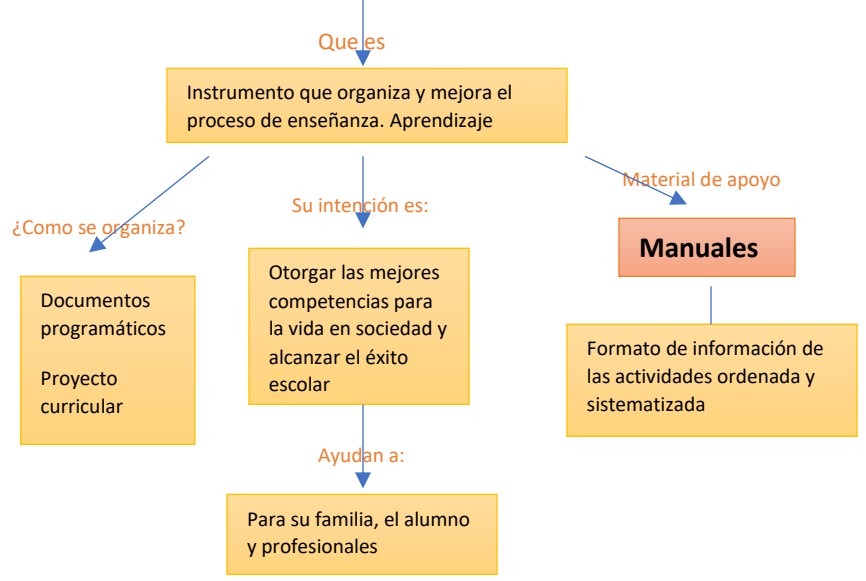 Que es
Instrumento que organiza y mejora el
proceso de enseñanza. Aprendizaje
Material de apoyo
Su intención es:
¿Como se organiza?
Manuales
Documentos
programáticos
Proyecto
curricular
Otorgar las mejores
competencias para
la vida en sociedad y
alcanzar el éxito
escolar
Formato de información de
las actividades ordenada y
sistematizada
Ayudan a:
Para su familia, el alumno
y profesionales